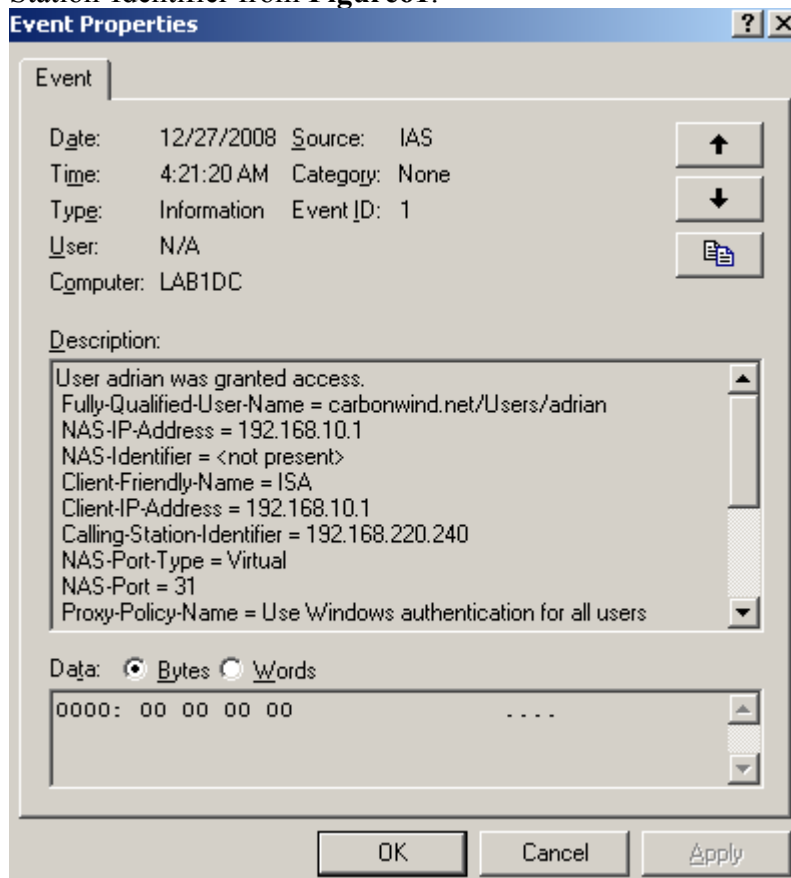 Station-Identifier from Figure01.
Event Properties
Event
Date: 12/27/2008 Source: IAS
Time: 4:21:20 AM Category: None
Type: Information Event ID: 1
User: N/A
Computer: LAB1DC
Description:
User adrian was granted access.
Fully-Qualified-User-Name = carbonwind.net/Users/adrian
NAS-IP-Address = 192.168.10.1
NAS-Identifier = <not present>
Client-Friendly-Name = ISA
Client-IP-Address = 192.168.10.1
Calling-Station-Identifier = 192.168.220.240
NAS-Port-Type = Virtual
NAS-Port = 31
Proxy-Policy-Name = Use Windows authentication for all users
Data: Bytes Words
0000: 00 00 00 00 ....
OK Cancel Apply